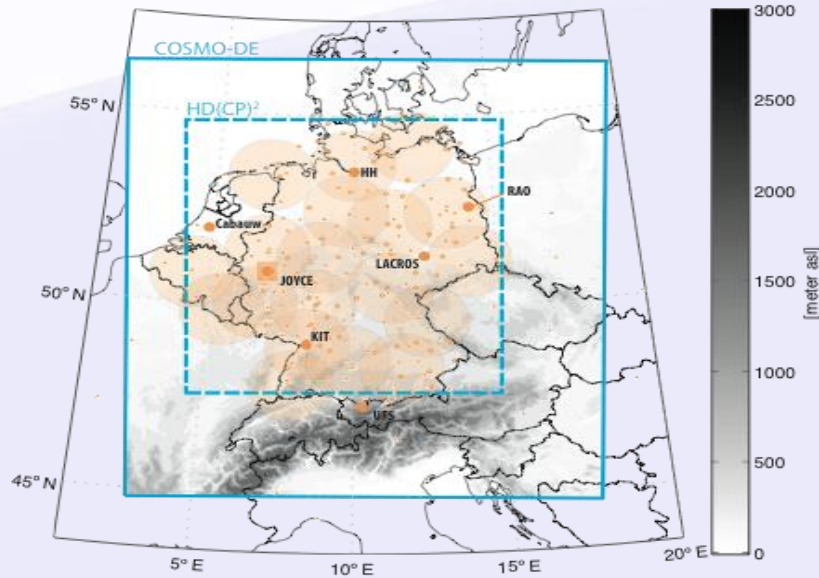 COSMO-DE
HD(CP)²
55° N
50° N
45° N
HH
RAO
Cabauw
LACROS
JOYCE
KIT
UFS
5° E
10° E
15° E
20° E
3000
2500
2000
1500
1000
500
0
[meter asl]